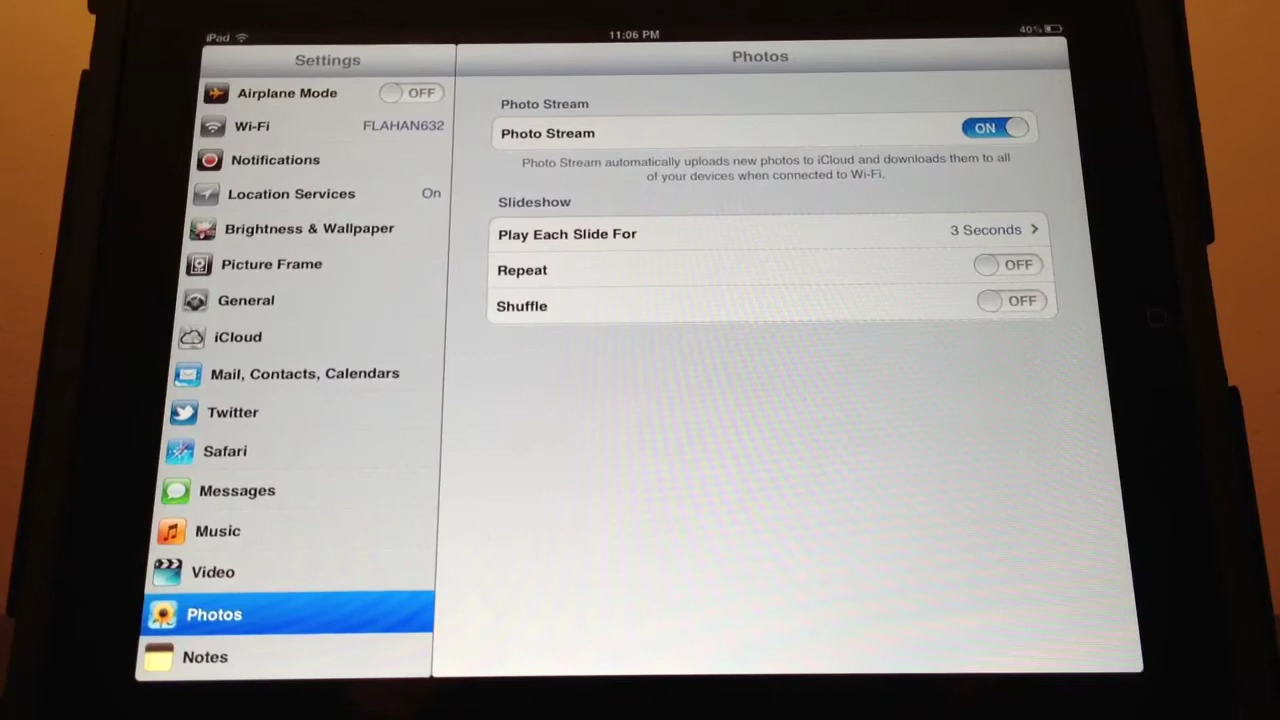 iPad
11:06 PM
40%
Settings
Photos
Airplane Mode OFF
Wi-Fi FLAHAN632
Notifications
Location Services On
Brightness & Wallpaper
Picture Frame
General
iCloud
Mail, Contacts, Calendars
Twitter
Safari
Messages
Music
Video
Photos
Notes
Photo Stream
Photo Stream ON
Photo Stream automatically uploads new photos to iCloud and downloads them to all
of your devices when connected to Wi-Fi.
Slideshow
Play Each Slide For 3 Seconds
Repeat OFF
Shuffle OFF